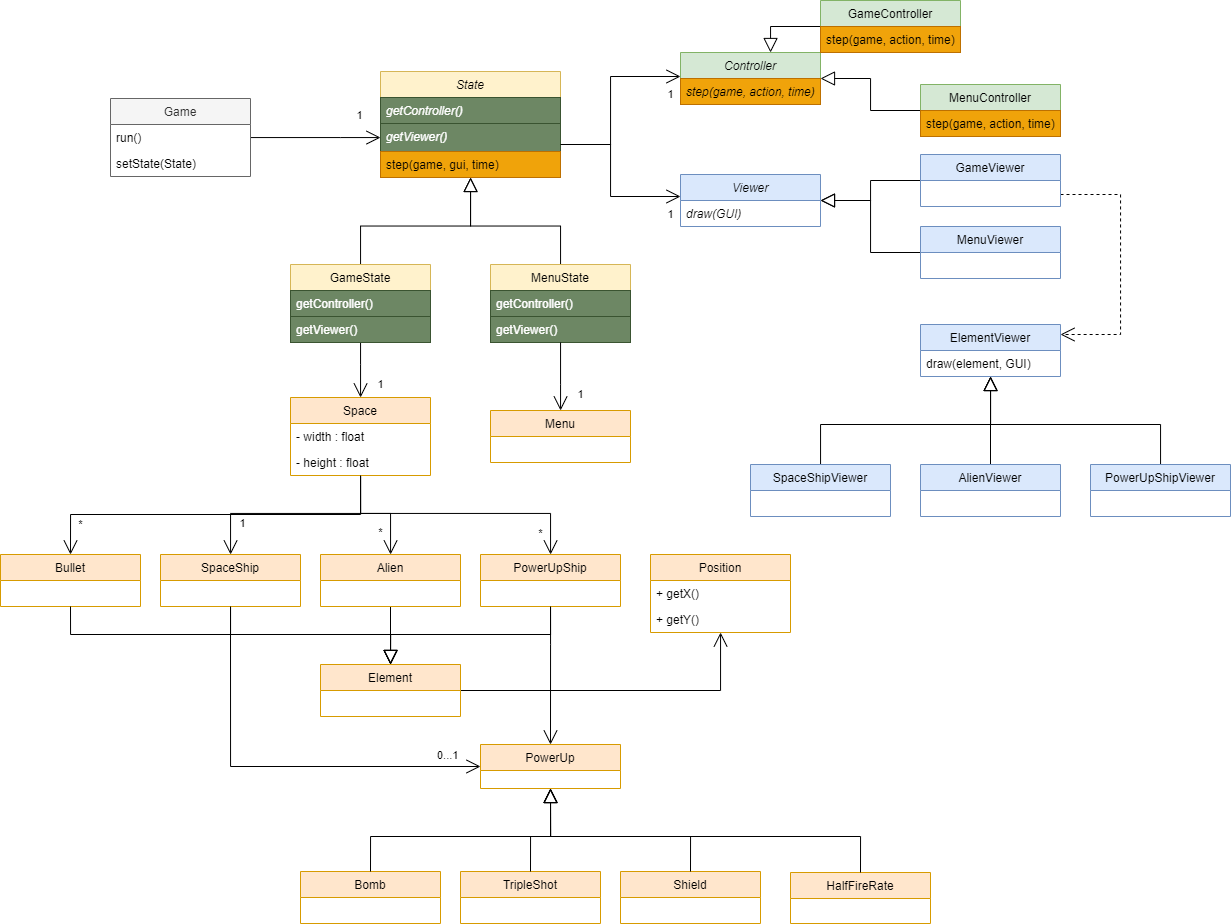 GameController
step(game, action, time)
Controller
step(game, action, time)
1
MenuController
step(game, action, time)
State
getController()
getViewer()
step(game, gui, time)
Game
run()
setState(State)
1
GameViewer
Viewer
draw(GUI)
1
MenuViewer
GameState
getController()
getViewer()
MenuState
getController()
getViewer()
ElementViewer
draw(element, GUI)
1
1
Space
- width : float
- height : float
Menu
SpaceShipViewer
AlienViewer
PowerUpShipViewer
*
1
*
*
Bullet
SpaceShip
Alien
PowerUpShip
Position
+ getX()
+ getY()
Element
0...1
PowerUp
Bomb
TripleShot
Shield
HalfFireRate